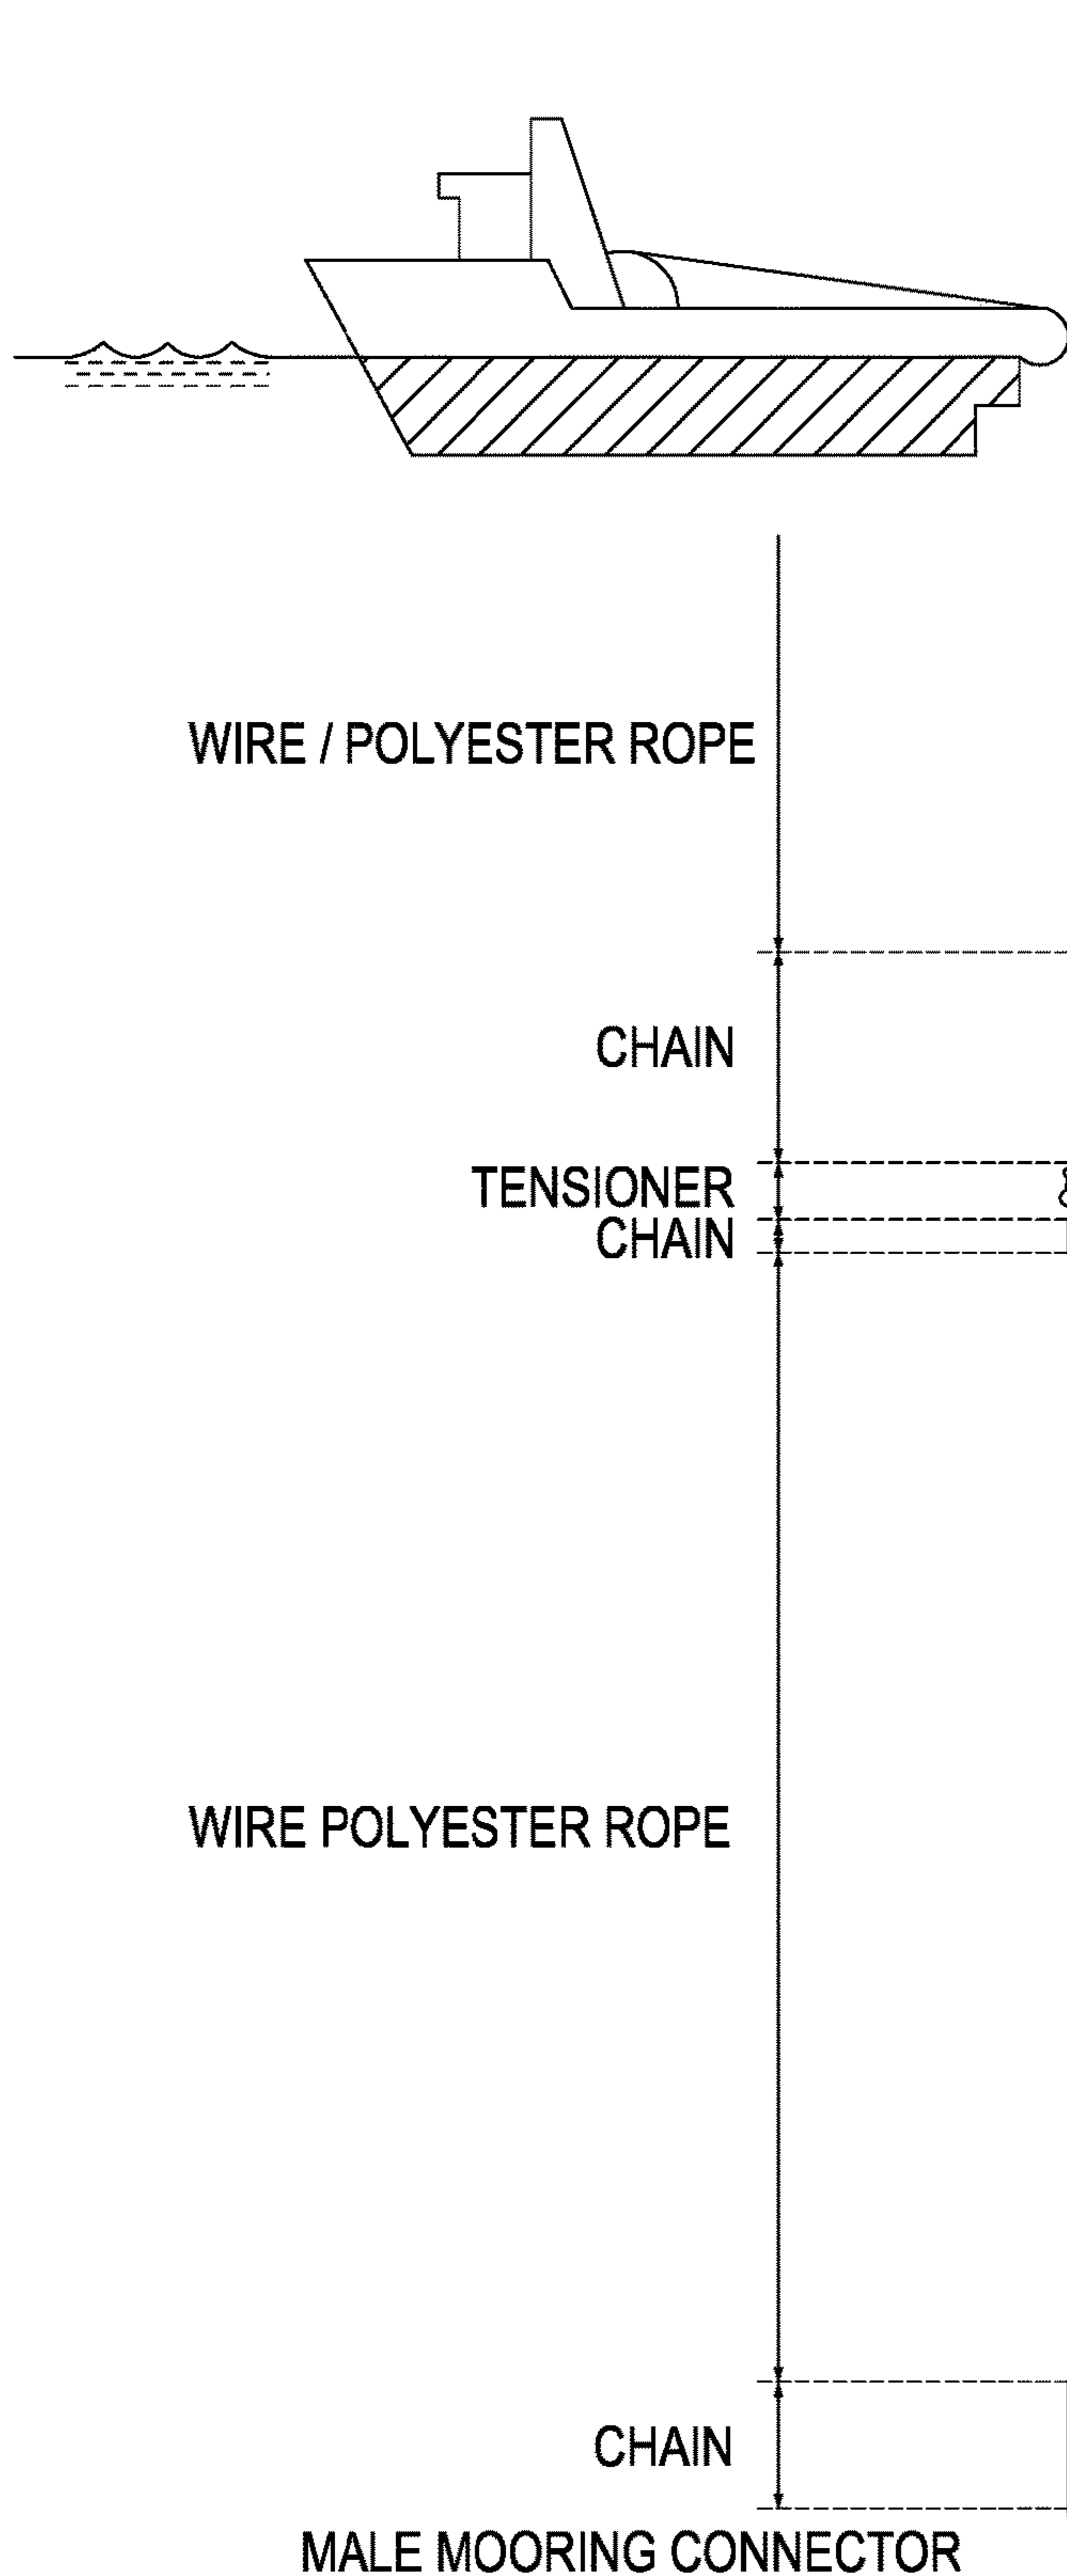 WIRE / POLYESTER ROPE
CHAIN
TENSIONER
CHAIN
WIRE POLYESTER ROPE
CHAIN
MALE MOORING CONNECTOR